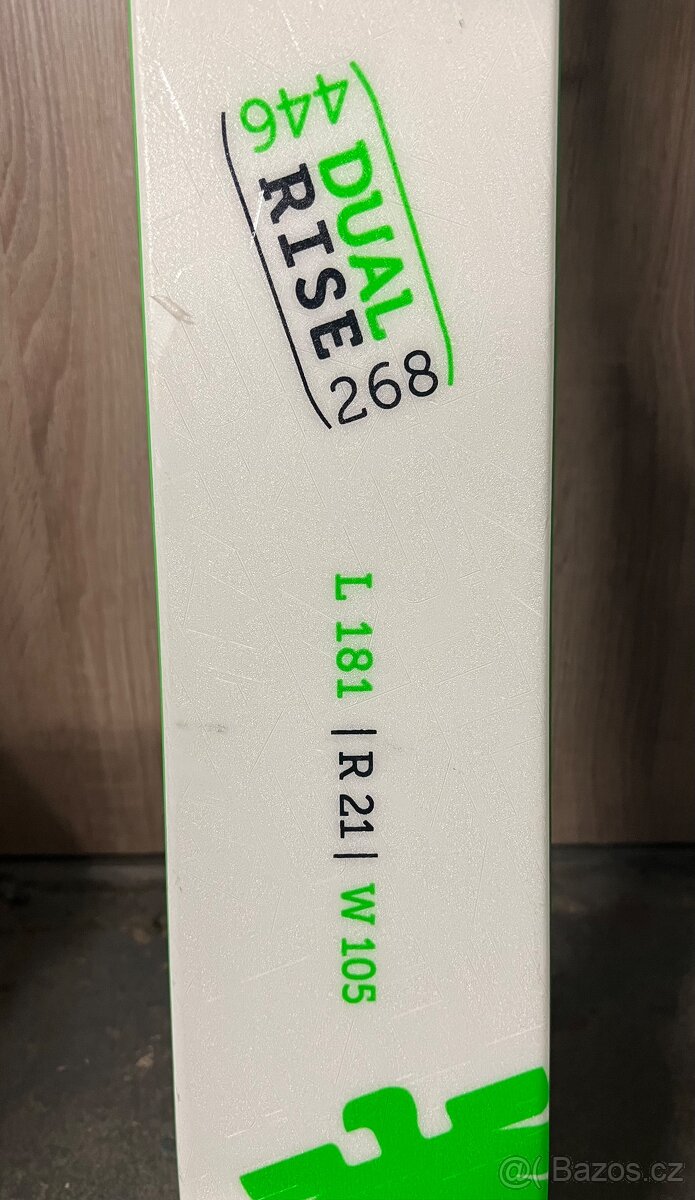 446
DUAL
RISE
268
L 181 | R 21 | W 105
@( Bazos.cz